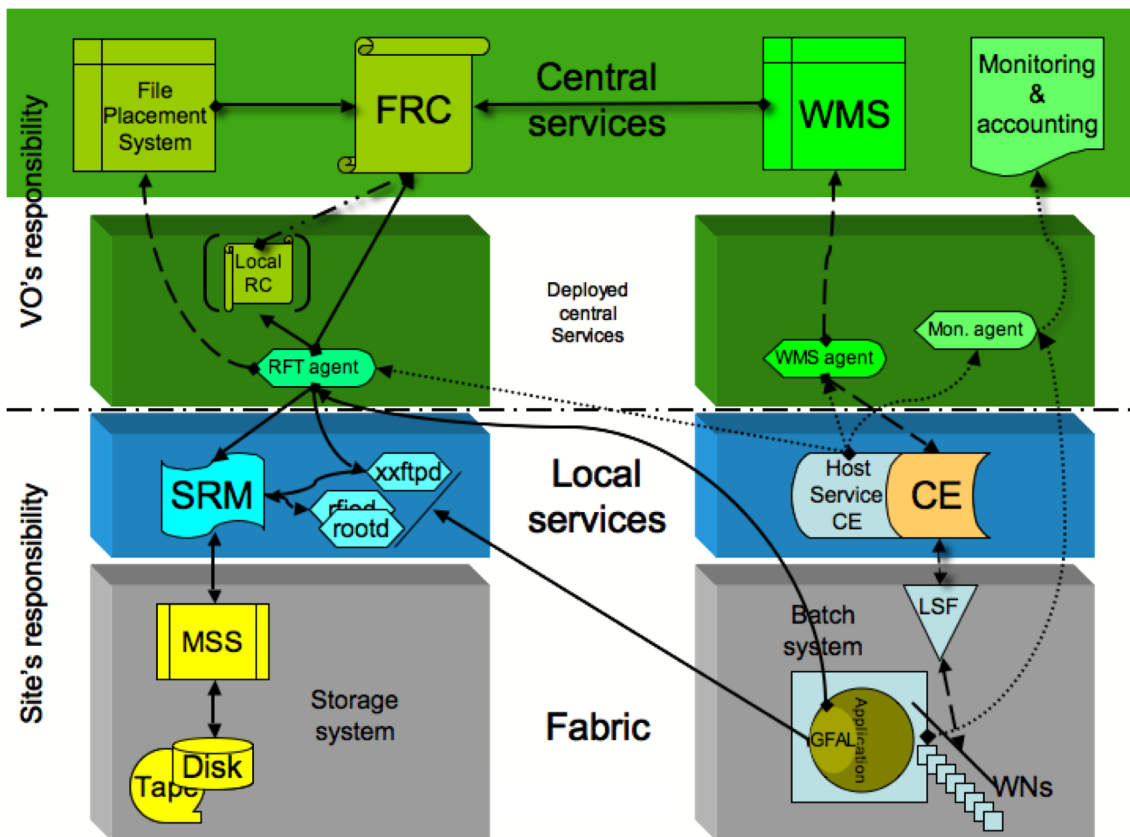 File
Placement
System
FRC
Central
services
WMS
Monitoring
&
accounting
VO's responsibility
Local
RC
Deployed
central
Services
RFT agent
WMS agent
Mon. agent
Site's responsibility
SRM
xxftpd
rootd
Local
services
Host
Service
CE
CE
MSS
Storage
system
Disk
Tape
Fabric
Batch
system
LSF
GFAL
Application
WNs